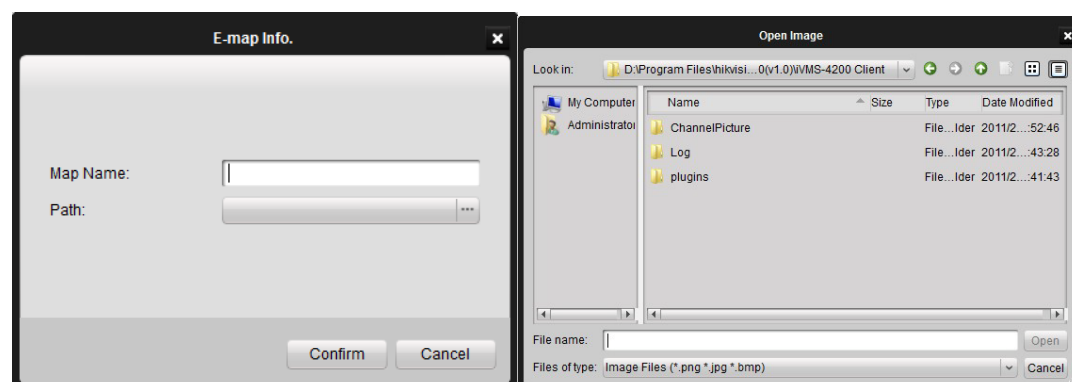 E-map Info.
Map Name:
Path:
Confirm
Cancel
Open Image
Look in:
D:\Program Files\hikvisi...0(v1.0)\iVMS-4200 Client
My Computer
Administrator
Name Size Type Date Modified
ChannelPicture File...lder 2011/2...:52:46
Log File...lder 2011/2...:43:28
plugins File...lder 2011/2...:41:43
File name:
Open
Files of type: Image Files (*.png *.jpg *.bmp)
Cancel